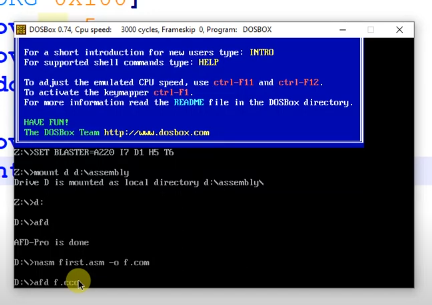 ORG 0x100]
DOSBox 0.74, Cpu speed: 3000 cycles, Frameskip 0, Program: DOSBOX
For a short introduction for new users type: INTRO
For supported shell commands type: HELP
To adjust the emulated CPU speed, use ctrl-F11 and ctrl-F12.
To activate the keymapper ctrl-F1.
For more information read the README file in the DOSBox directory.
HAVE FUN!
The DOSBox Team http://www.dosbox.com
Z:\>SET BLASTER=A220 I7 D1 H5 T6
Z:\>mount d d:\assembly
Drive D is mounted as local directory d:\assembly\
Z:\>d:
D:\>afd
AFD-Pro is done
D:\>nasm first.asm -o f.com
D:\>afd f.com